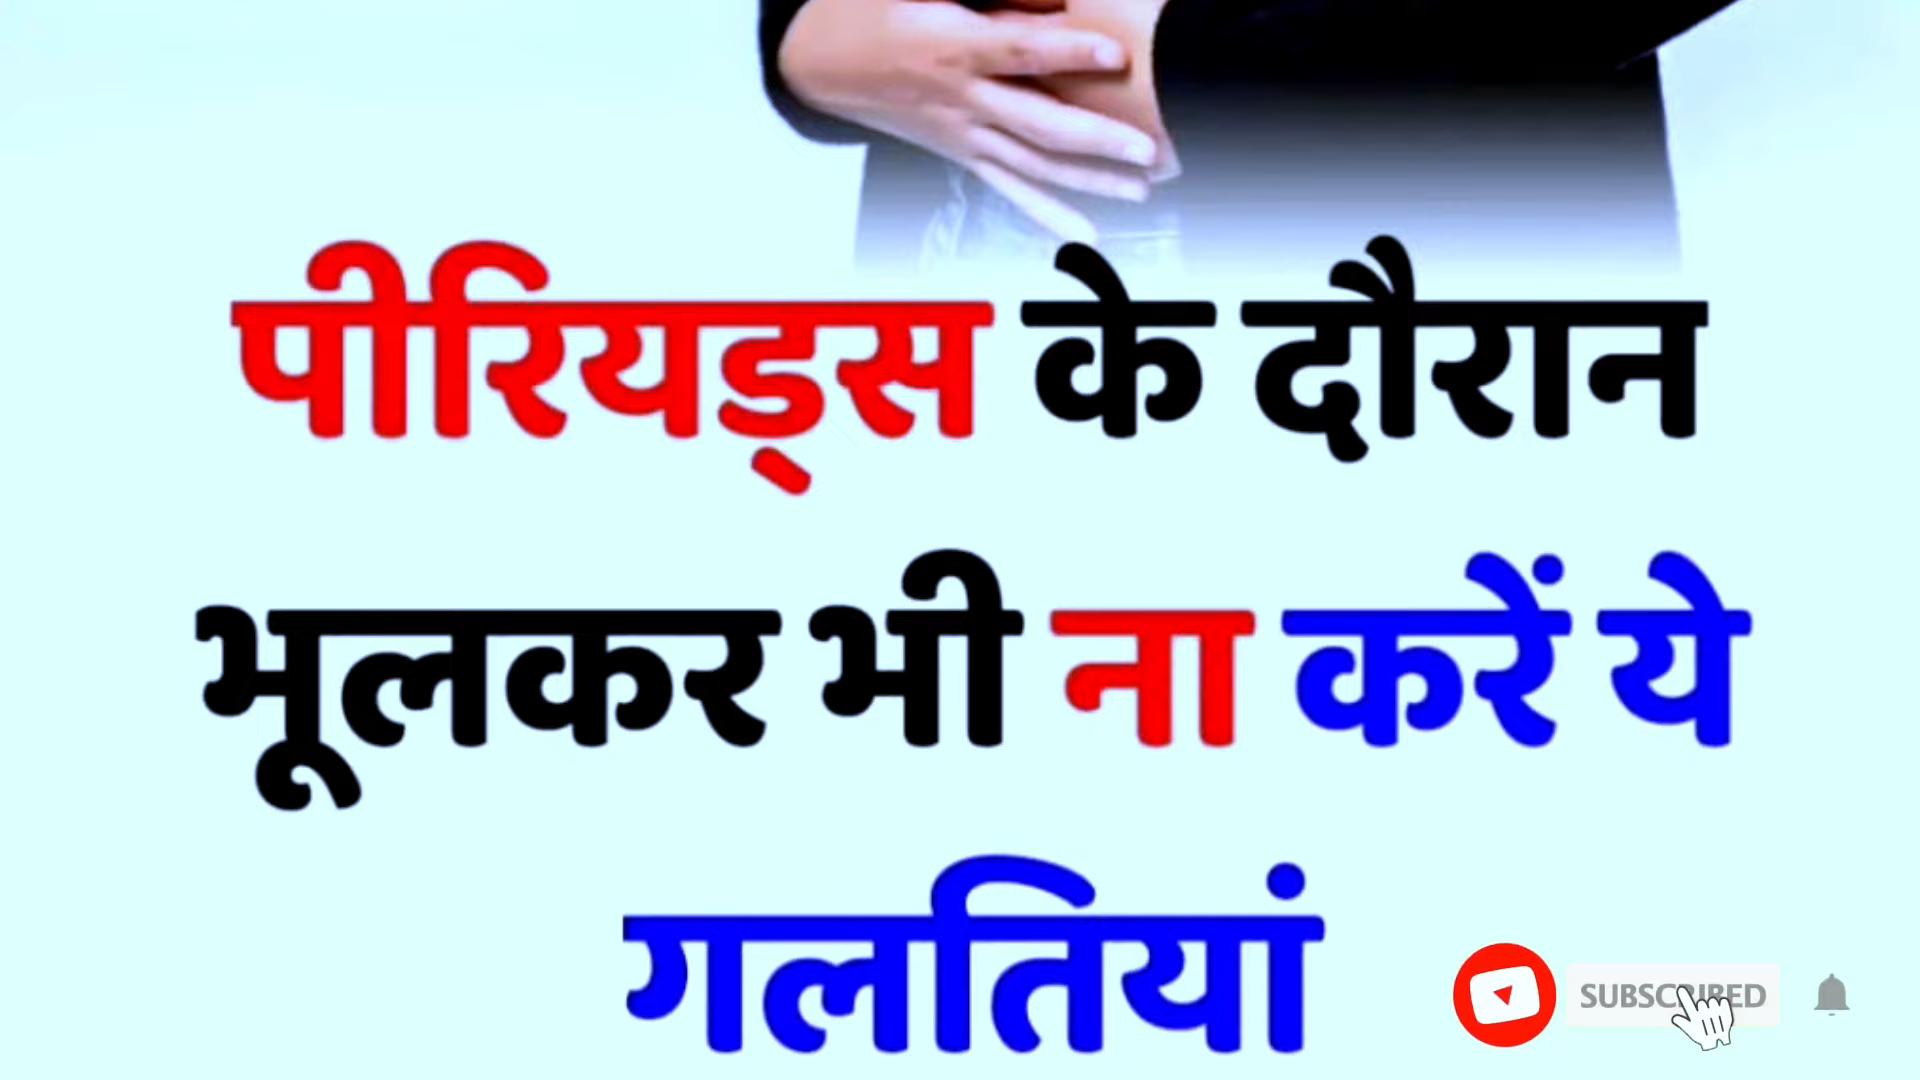 पीरियड्स के दौरान
भूलकर भी ना करें ये
गलतियां
SUBSCRIBED